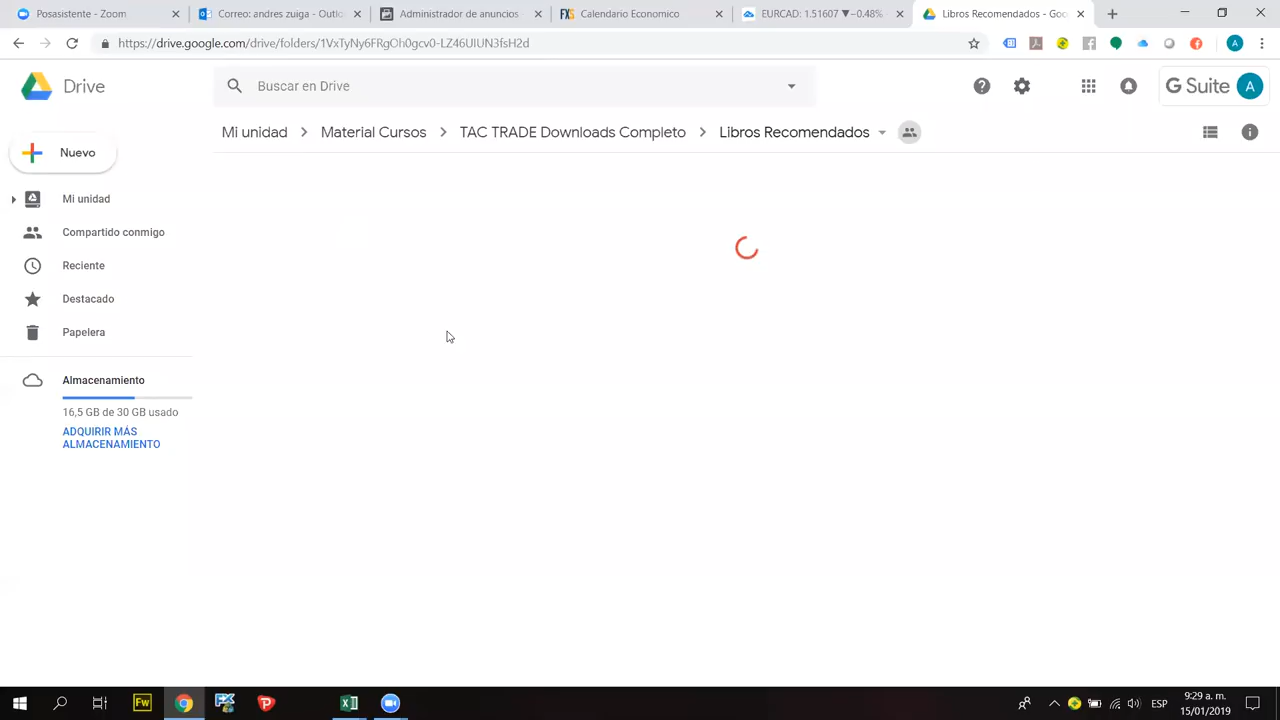 Posasistente - Zoom
Correo: andres zuiga - Outlo
Administrador de anuncios -
FXS Calendario Economico
EURCAD: 1.51607 ▼−0.48%
Libros Recomendados - Goo
https://drive.google.com/drive/folders/
Drive
Buscar en Drive
G Suite A
Mi unidad > Material Cursos > TAC TRADE Downloads Completo > Libros Recomendados
Nuevo
Mi unidad
Compartido conmigo
Reciente
Destacado
Papelera
Almacenamiento
16,5 GB de 30 GB usado
ADQUIRIR MÁS
ALMACENAMIENTO
Fw
ESP
9:29 a. m.
15/01/2019